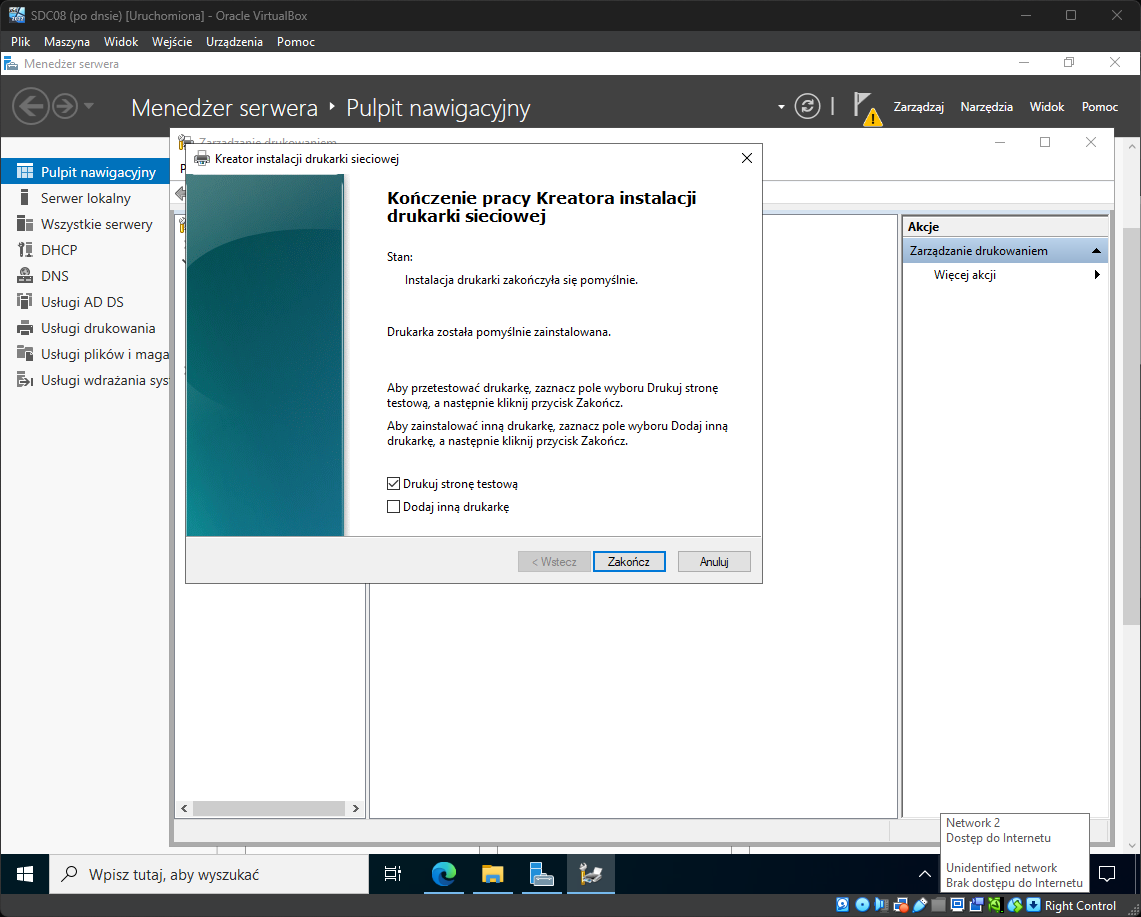 SDC08 (po dnsie) [Uruchomiona] - Oracle VirtualBox
Plik Maszyna Widok Wejście Urządzenia Pomoc
Menedżer serwera
Menedżer serwera ‣ Pulpit nawigacyjny
Zarządzaj Narzędzia Widok Pomoc
Pulpit nawigacyjny
Serwer lokalny
Wszystkie serwery
DHCP
DNS
Usługi AD DS
Usługi drukowania
Usługi plików i maga
Usługi wdrażania sys
Zarządzanie drukowaniem
P
Kreator instalacji drukarki sieciowej
Kończenie pracy Kreatora instalacji
drukarki sieciowej
Stan:
Instalacja drukarki zakończyła się pomyślnie.
Drukarka została pomyślnie zainstalowana.
Aby przetestować drukarkę, zaznacz pole wyboru Drukuj stronę
testową, a następnie kliknij przycisk Zakończ.
Aby zainstalować inną drukarkę, zaznacz pole wyboru Dodaj inną
drukarkę, a następnie kliknij przycisk Zakończ.
Drukuj stronę testową
Dodaj inną drukarkę
< Wstecz Zakończ Anuluj
Akcje
Zarządzanie drukowaniem
Więcej akcji
Network 2
Dostęp do Internetu
Unidentified network
Brak dostępu do Internetu
Wpisz tutaj, aby wyszukać
Right Control